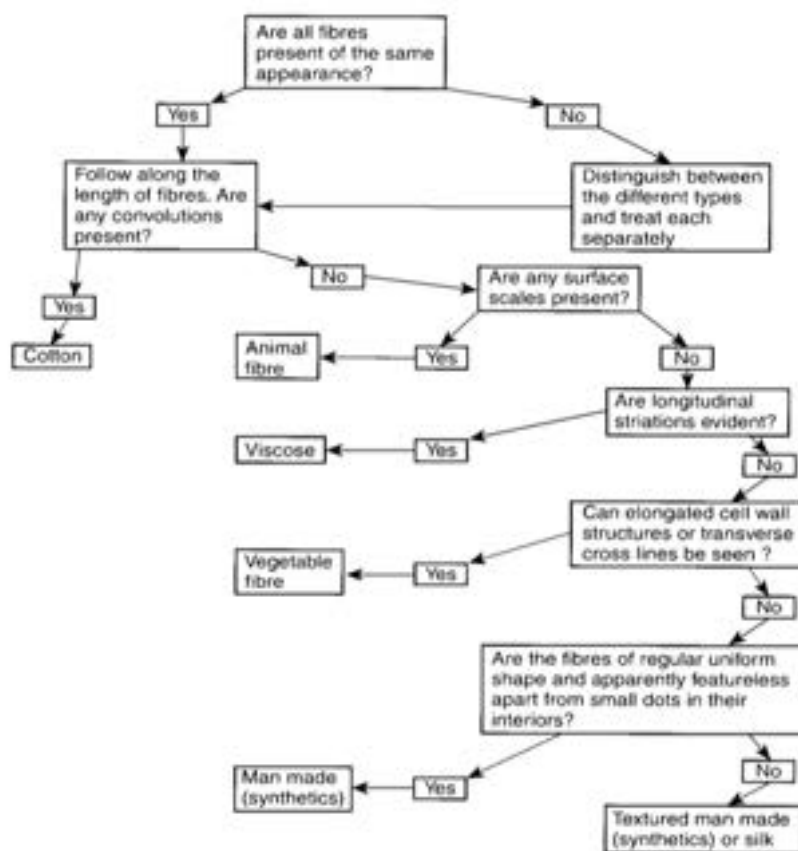 Are all fibres
present of the same
appearance?
Yes
No
Follow along the
length of fibres. Are
any convolutions
present?
Distinguish between
the different types
and treat each
separately
No
Are any surface
scales present?
Yes
Cotton
Animal
fibre
Yes
No
Are longitudinal
striations evident?
Viscose
Yes
No
Can elongated cell wall
structures or transverse
cross lines be seen ?
Vegetable
fibre
Yes
No
Are the fibres of regular uniform
shape and apparently featureless
apart from small dots in their
interiors?
Man made
(synthetics)
Yes
No
Textured man made
(synthetics) or silk